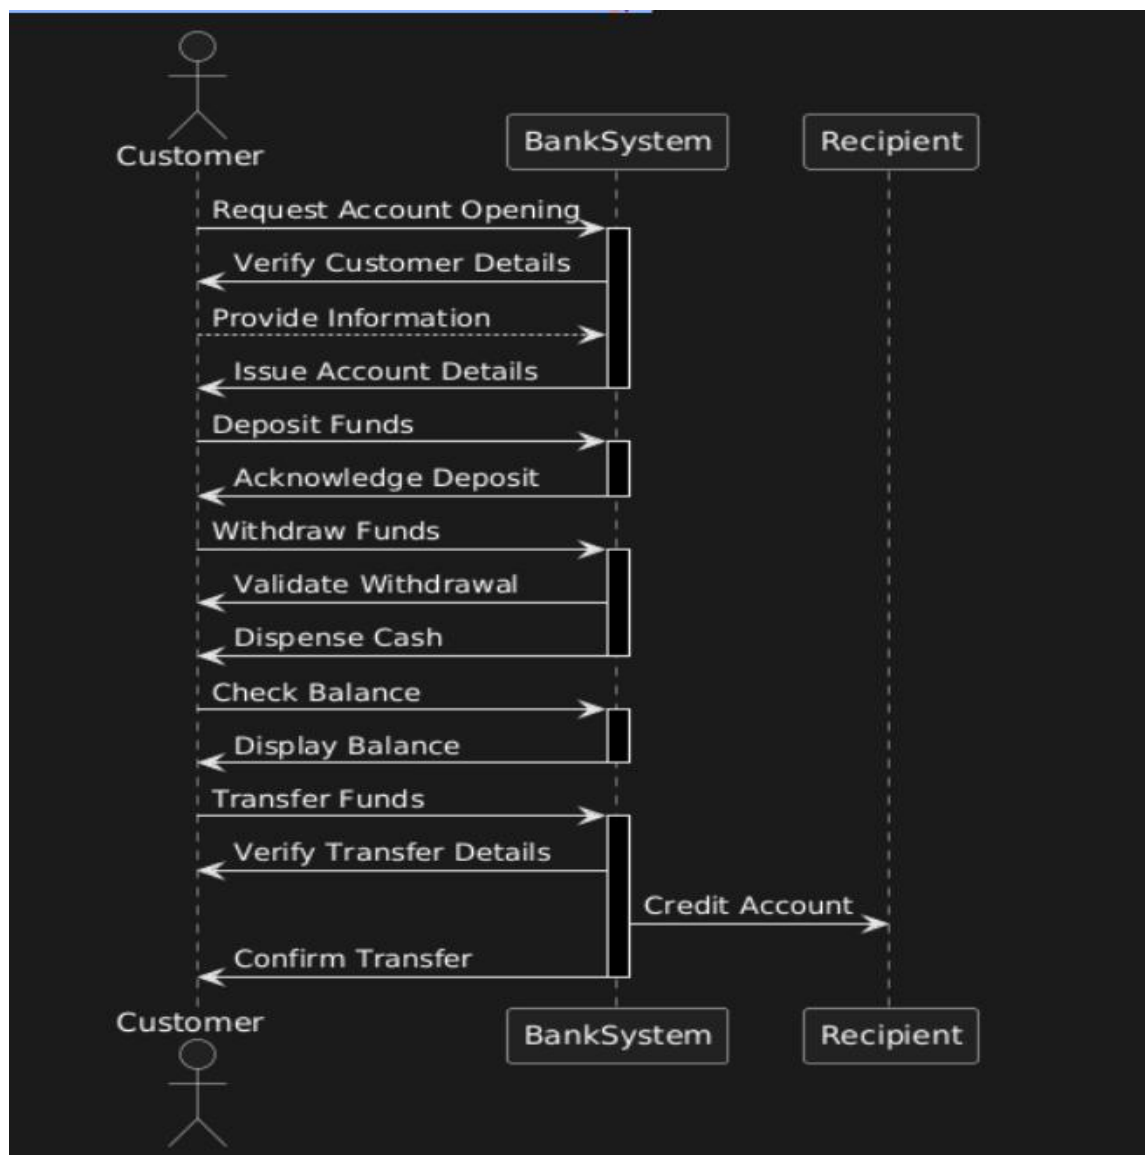 Customer
BankSystem
Recipient
Request Account Opening
Verify Customer Details
Provide Information
Issue Account Details
Deposit Funds
Acknowledge Deposit
Withdraw Funds
Validate Withdrawal
Dispense Cash
Check Balance
Display Balance
Transfer Funds
Verify Transfer Details
Credit Account
Confirm Transfer
Customer
BankSystem
Recipient